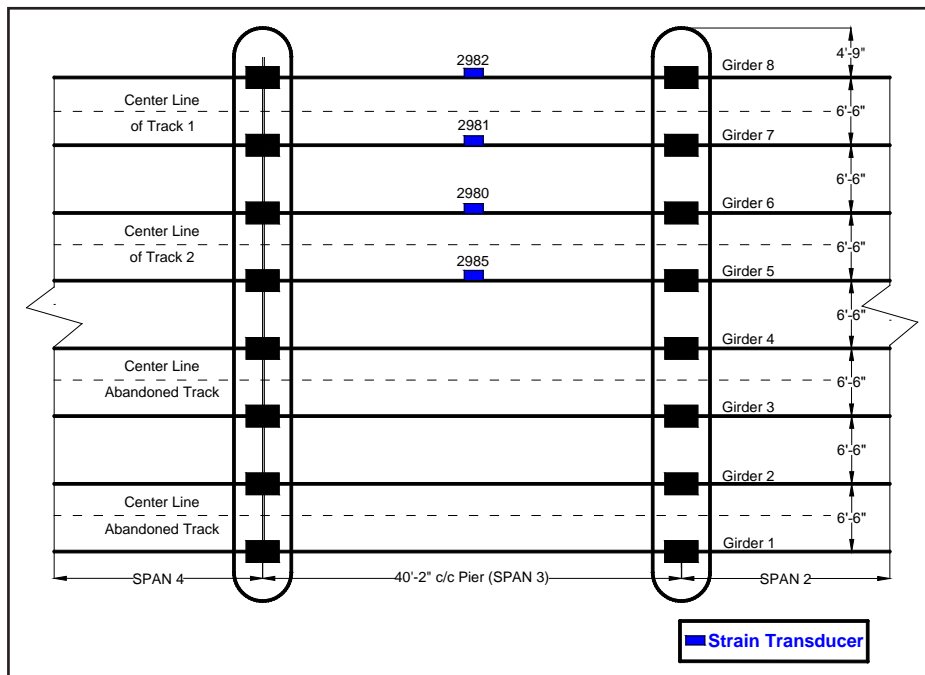 4'-9"
2982
Girder 8
Center Line
of Track 1
6'-6"
2981
Girder 7
6'-6"
2980
Girder 6
Center Line
of Track 2
6'-6"
2985
Girder 5
6'-6"
Girder 4
Center Line
Abandoned Track
6'-6"
Girder 3
6'-6"
Girder 2
Center Line
Abandoned Track
6'-6"
Girder 1
SPAN 4
40'-2" c/c Pier (SPAN 3)
SPAN 2
Strain Transducer